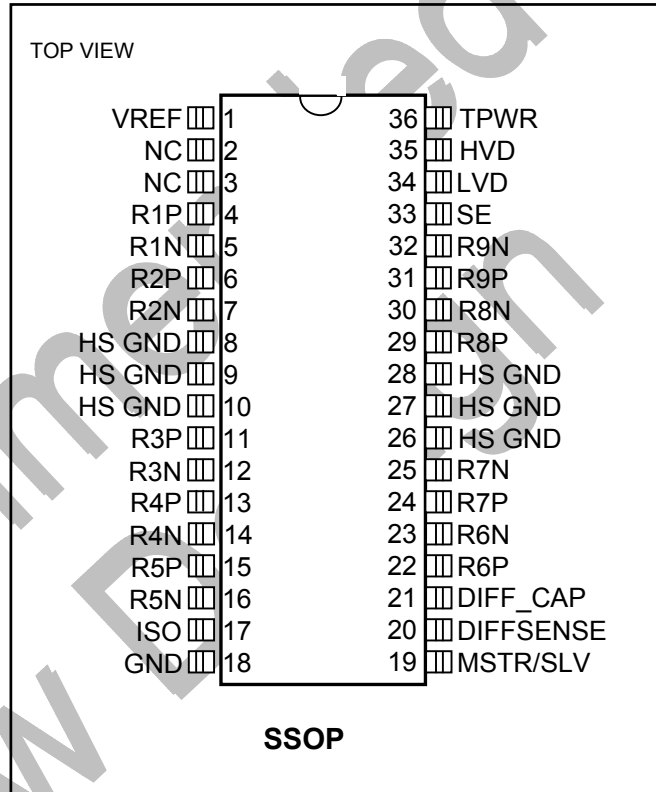 TOP VIEW
VREF 1 36 TPWR
NC 2 35 HVD
NC 3 34 LVD
R1P 4 33 SE
R1N 5 32 R9N
R2P 6 31 R9P
R2N 7 30 R8N
HS GND 8 29 R8P
HS GND 9 28 HS GND
HS GND 10 27 HS GND
R3P 11 26 HS GND
R3N 12 25 R7N
R4P 13 24 R7P
R4N 14 23 R6N
R5P 15 22 R6P
R5N 16 21 DIFF_CAP
ISO 17 20 DIFFSENSE
GND 18 19 MSTR/SLV
SSOP